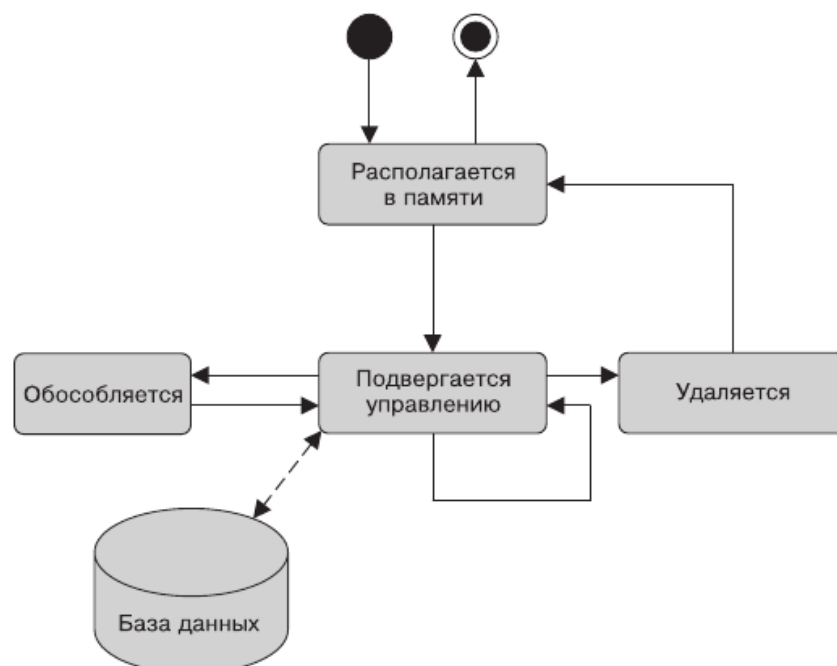 Располагается
в памяти
Обособляется
Подвергается
управлению
Удаляется
База данных